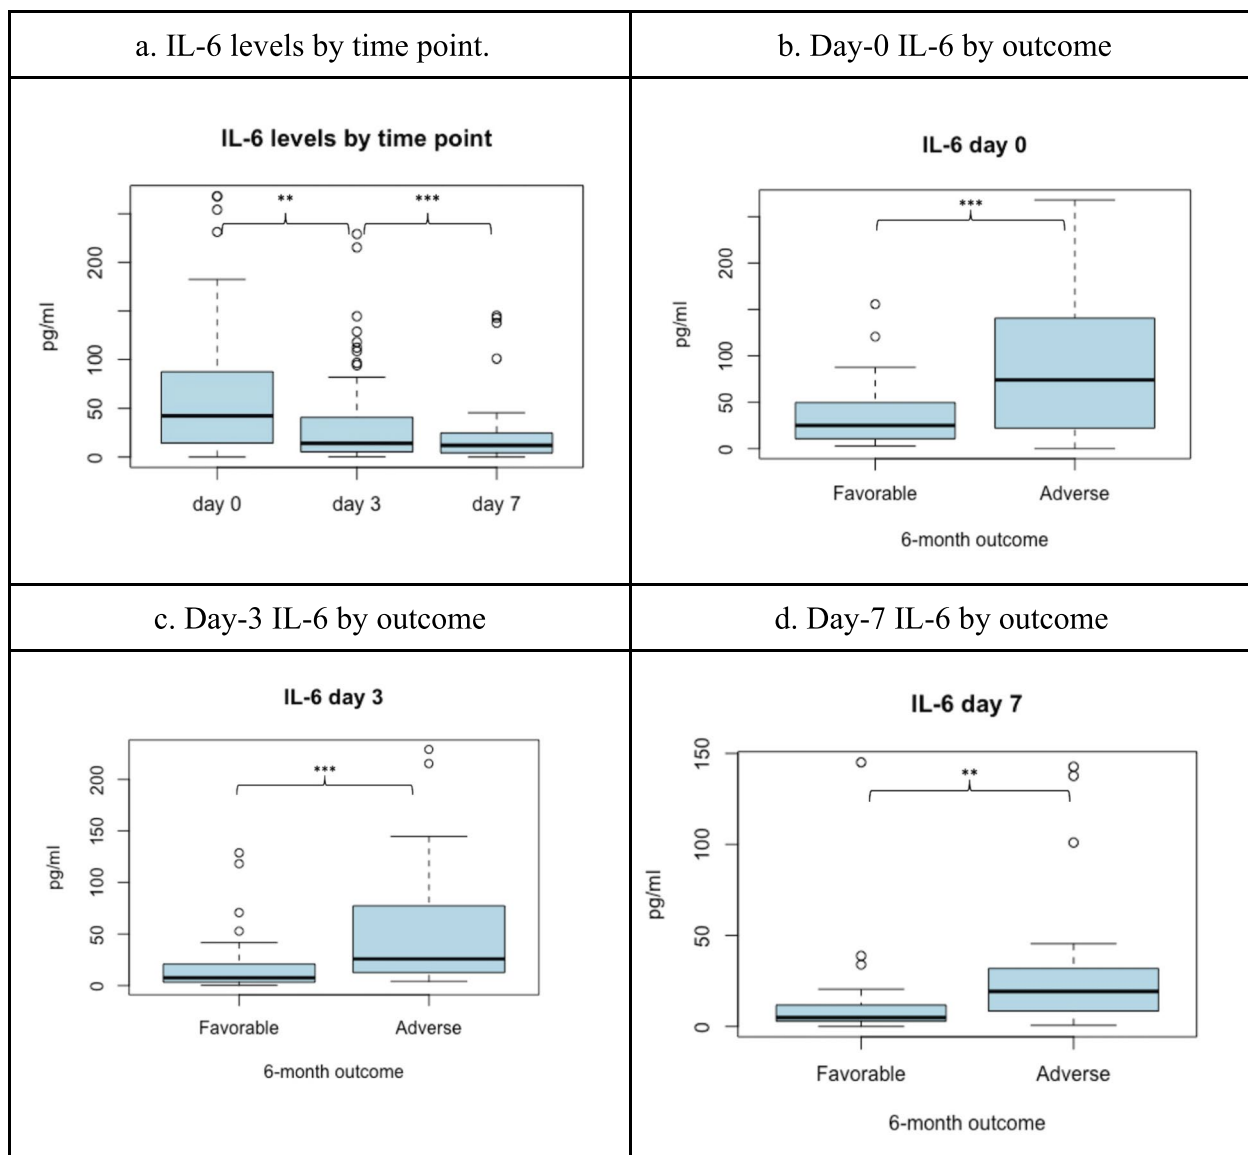 a. IL-6 levels by time point.
b. Day-0 IL-6 by outcome
IL-6 levels by time point
pg/ml
200
100
50
0
**
***
day 0
day 3
day 7
IL-6 day 0
pg/ml
200
100
50
0
***
Favorable
Adverse
6-month outcome
c. Day-3 IL-6 by outcome
d. Day-7 IL-6 by outcome
IL-6 day 3
pg/ml
200
150
100
50
0
***
Favorable
Adverse
6-month outcome
IL-6 day 7
pg/ml
150
100
50
0
**
Favorable
Adverse
6-month outcome